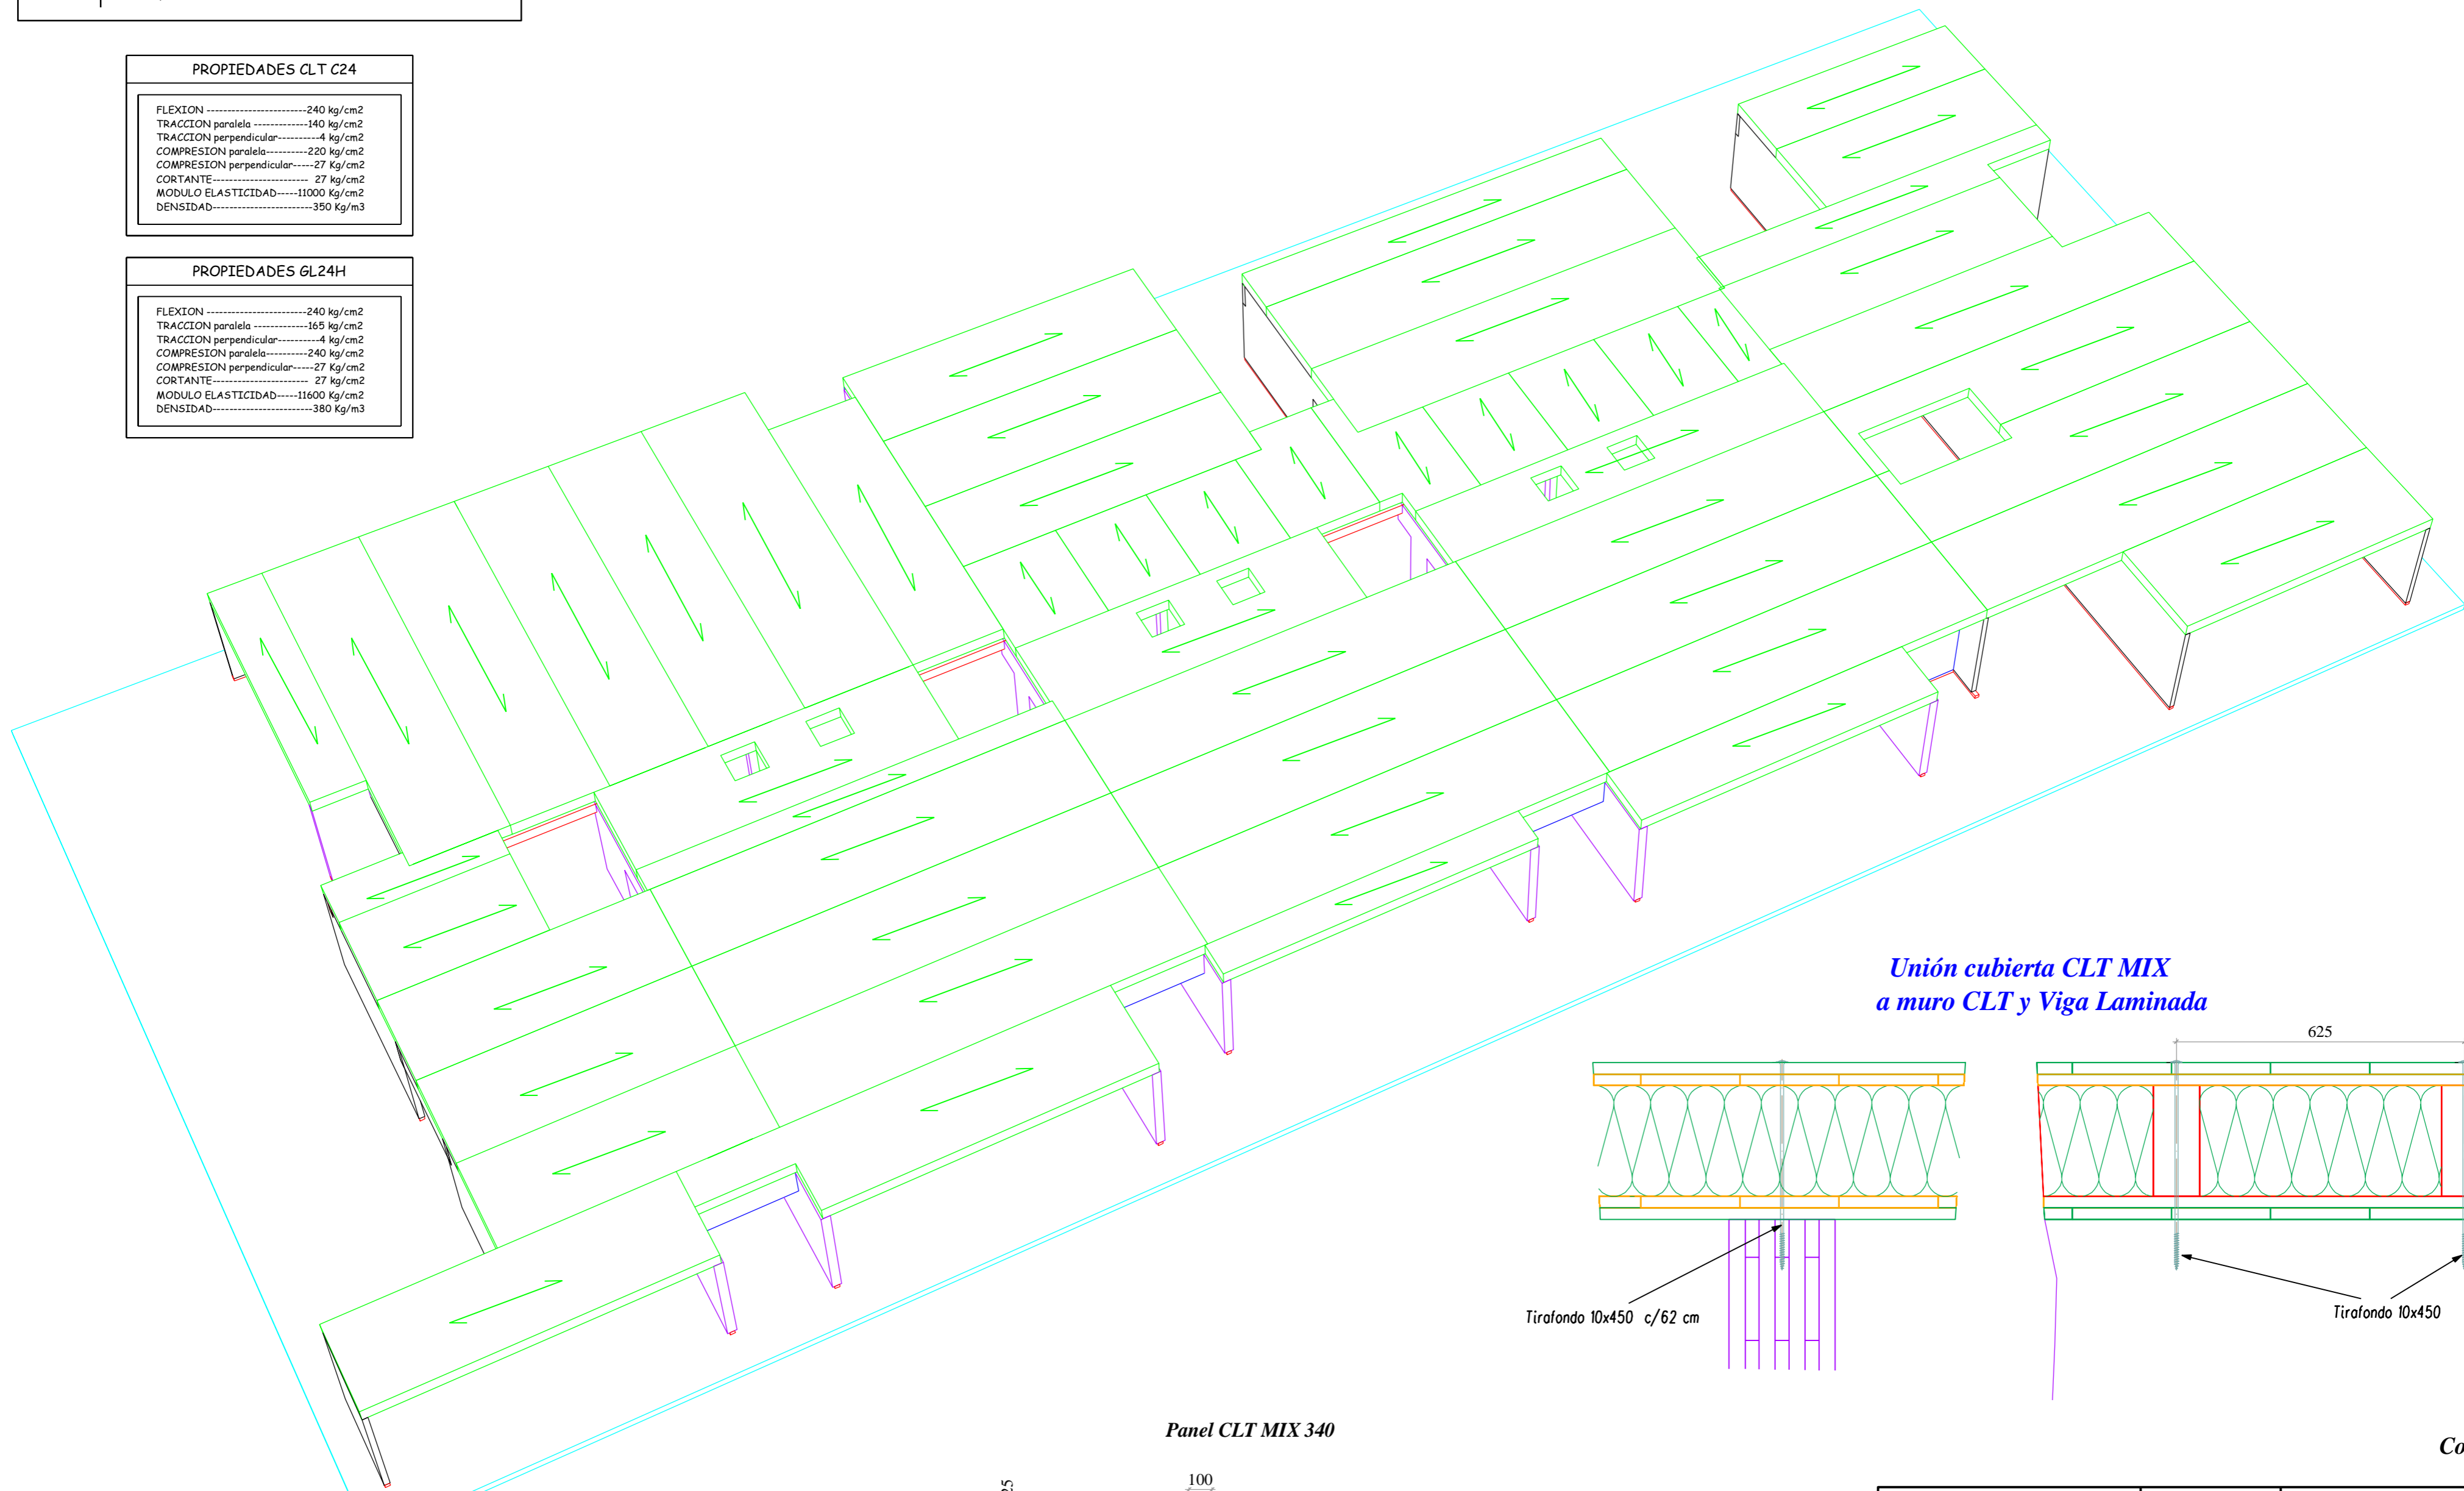 PROPIEDADES CLT C24
FLEXION ------------------------240 kg/cm2
TRACCION paralela -------------140 kg/cm2
TRACCION perpendicular----------4 kg/cm2
COMPRESION paralela----------220 kg/cm2
COMPRESION perpendicular-----27 Kg/cm2
CORTANTE----------------------- 27 kg/cm2
MODULO ELASTICIDAD-----11000 Kg/cm2
DENSIDAD------------------------350 Kg/m3
PROPIEDADES GL24H
FLEXION ------------------------240 kg/cm2
TRACCION paralela -------------165 kg/cm2
TRACCION perpendicular----------4 kg/cm2
COMPRESION paralela----------240 kg/cm2
COMPRESION perpendicular-----27 Kg/cm2
CORTANTE----------------------- 27 kg/cm2
MODULO ELASTICIDAD-----11600 Kg/cm2
DENSIDAD------------------------380 Kg/m3
Unión cubierta CLT MIX
a muro CLT y Viga Laminada
625
Tirafondo 10x450 c/62 cm
Tirafondo 10x450
Panel CLT MIX 340
100
Co